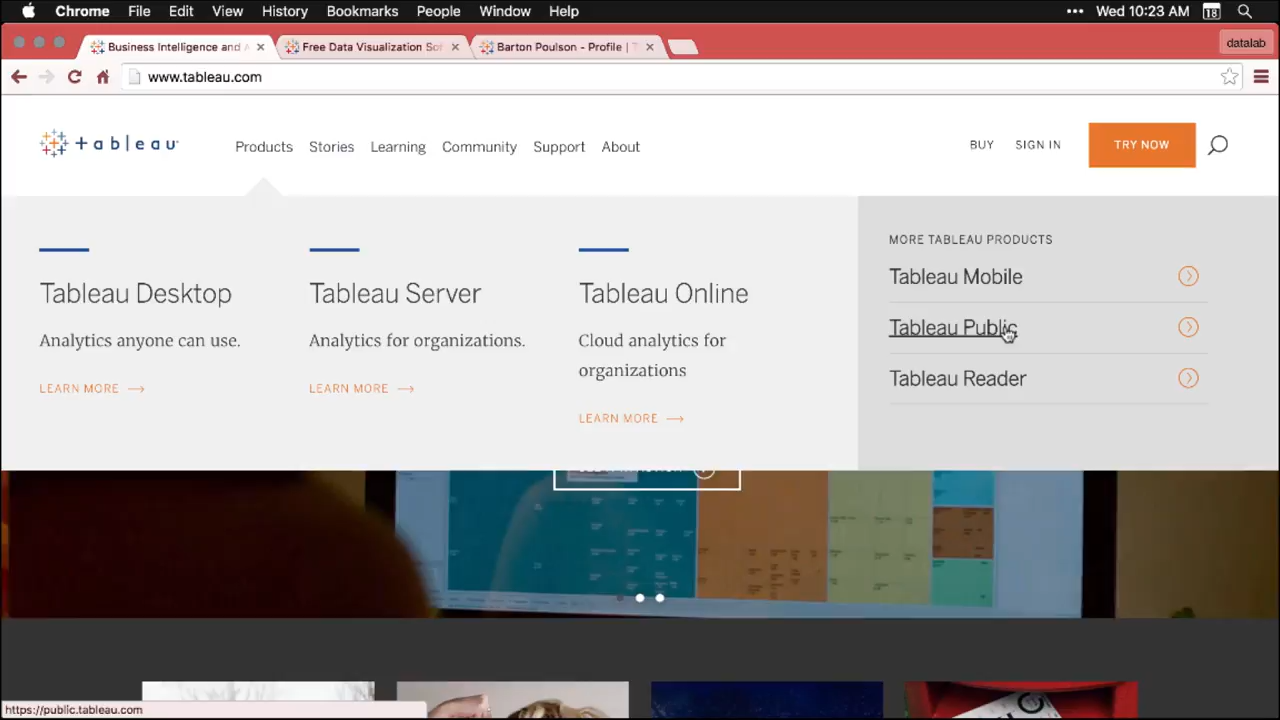 Chrome File Edit View History Bookmarks People Window Help
Wed 10:23 AM 18
Business Intelligence and A
Free Data Visualization Sof
Barton Poulson - Profile | T
datalab
www.tableau.com
tableau
Products Stories Learning Community Support About
BUY SIGN IN TRY NOW
MORE TABLEAU PRODUCTS
Tableau Mobile
Tableau Public
Tableau Reader
Tableau Desktop
Analytics anyone can use.
LEARN MORE
Tableau Server
Analytics for organizations.
LEARN MORE
Tableau Online
Cloud analytics for
organizations
LEARN MORE
https://public.tableau.com